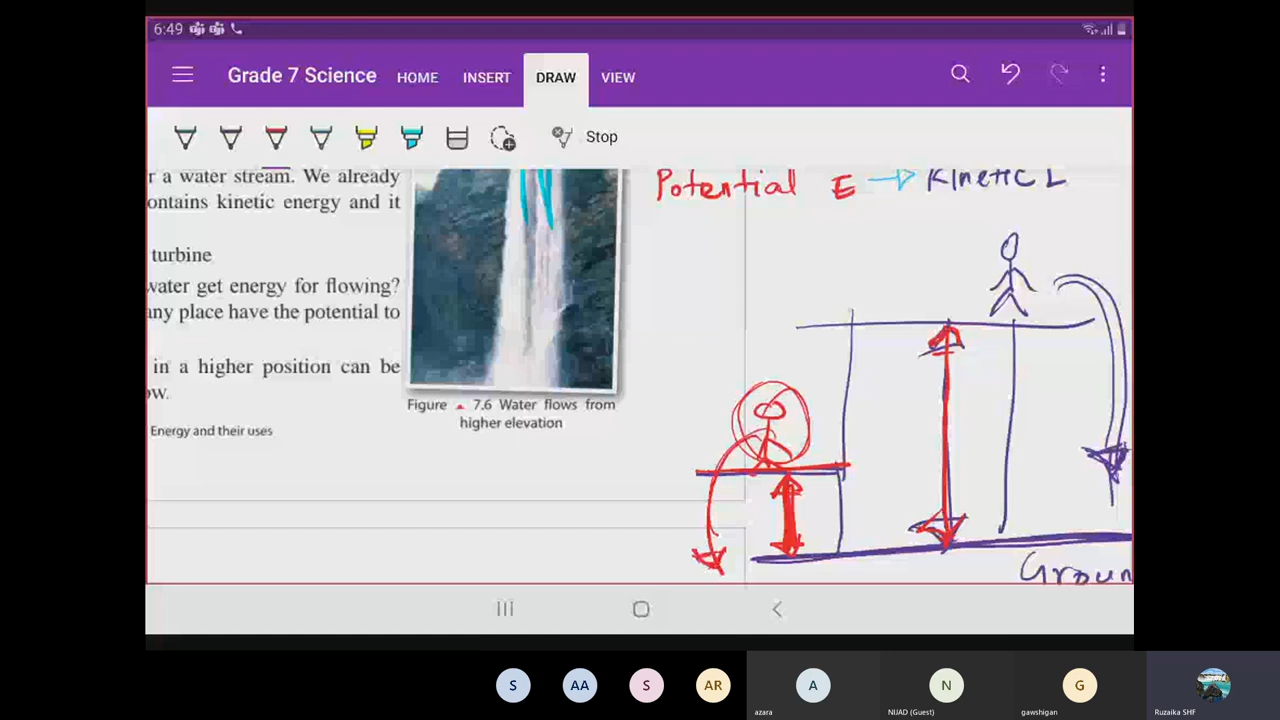 6:49
Grade 7 Science HOME INSERT DRAW VIEW
Stop
r a water stream. We already
ontains kinetic energy and it
turbine
water get energy for flowing?
any place have the potential to
in a higher position can be
ow.
Figure ▲ 7.6 Water flows from
higher elevation
Energy and their uses
Potential E → Kinetic
Groun
S AA S AR A N G
azara NIJAD (Guest) gawshigan Ruzaika SHF